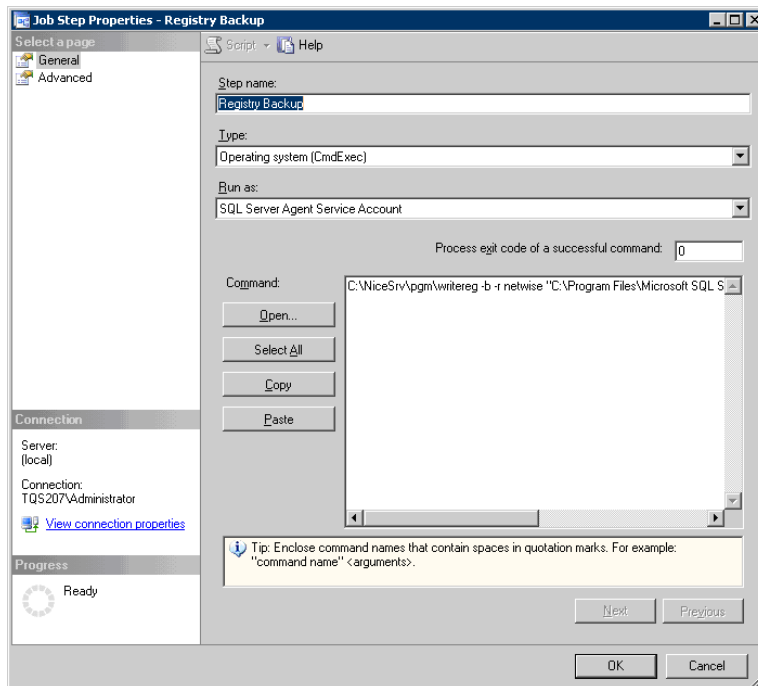 Job Step Properties - Registry Backup
Select a page
General
Advanced
Script
Help
Step name:
Registry Backup
Type:
Operating system (CmdExec)
Run as:
SQL Server Agent Service Account
Process exit code of a successful command:
0
Command:
C:\NiceSrv\pgm\writereg -b -r netwise "C:\Program Files\Microsoft SQL S
Open...
Select All
Copy
Paste
Connection
Server:
(local)
Connection:
TQS207\Administrator
View connection properties
Progress
Ready
Tip: Enclose command names that contain spaces in quotation marks. For example:
"command name" <arguments>.
Next
Previous
OK
Cancel